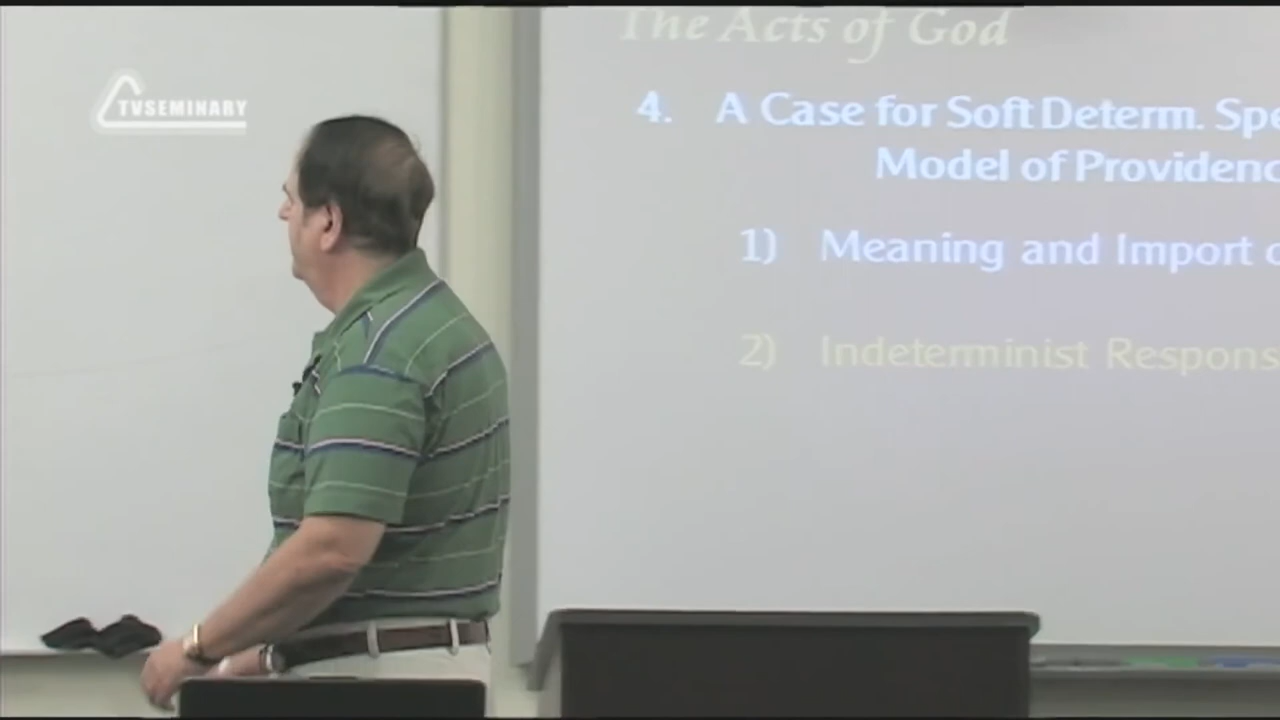 TVSEMINARY
The Acts of God
4. A Case for Soft Determ. Spe
Model of Providenc
1) Meaning and Import o
2) Indeterminist Respons